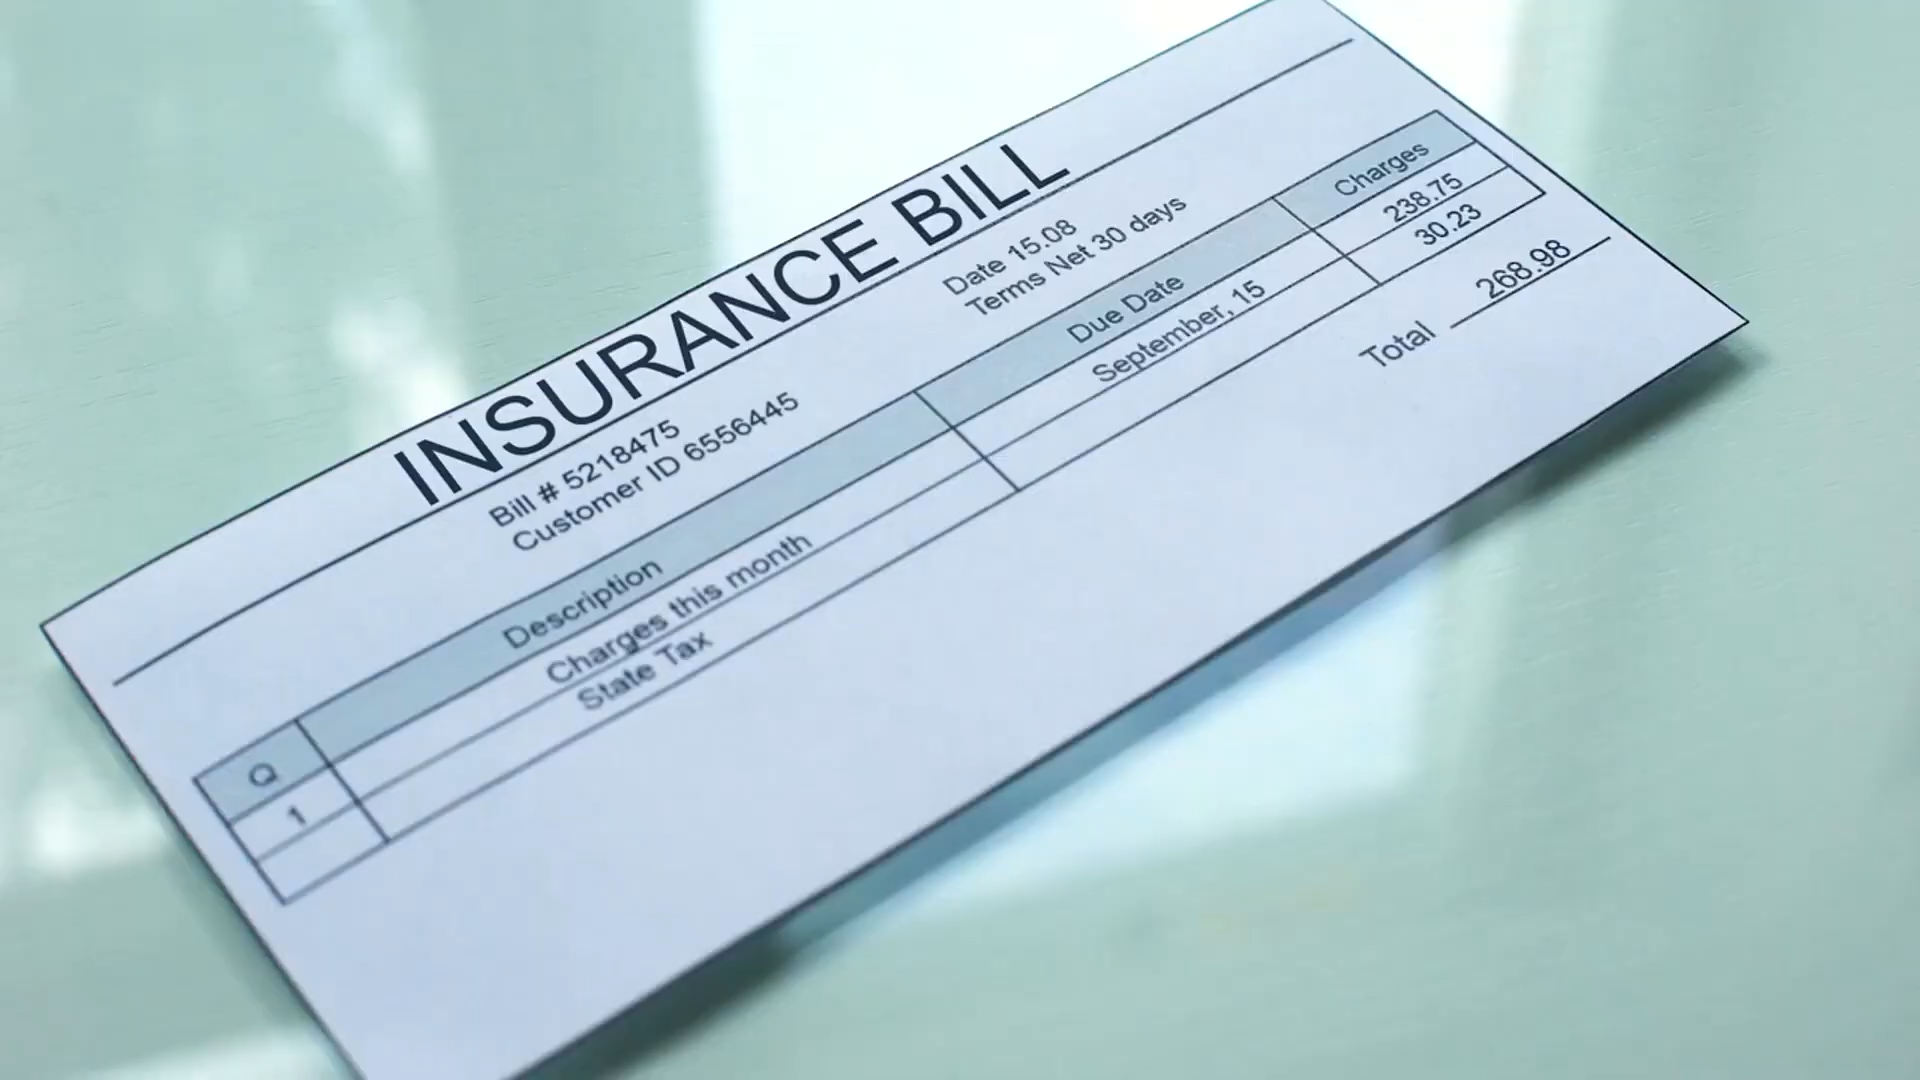 INSURANCE BILL
Bill # 5218475
Customer ID 6556445
Date 15.08
Terms Net 30 days
Q Description Due Date Charges
1 Charges this month September, 15 238.75
State Tax 30.23
Total 268.98